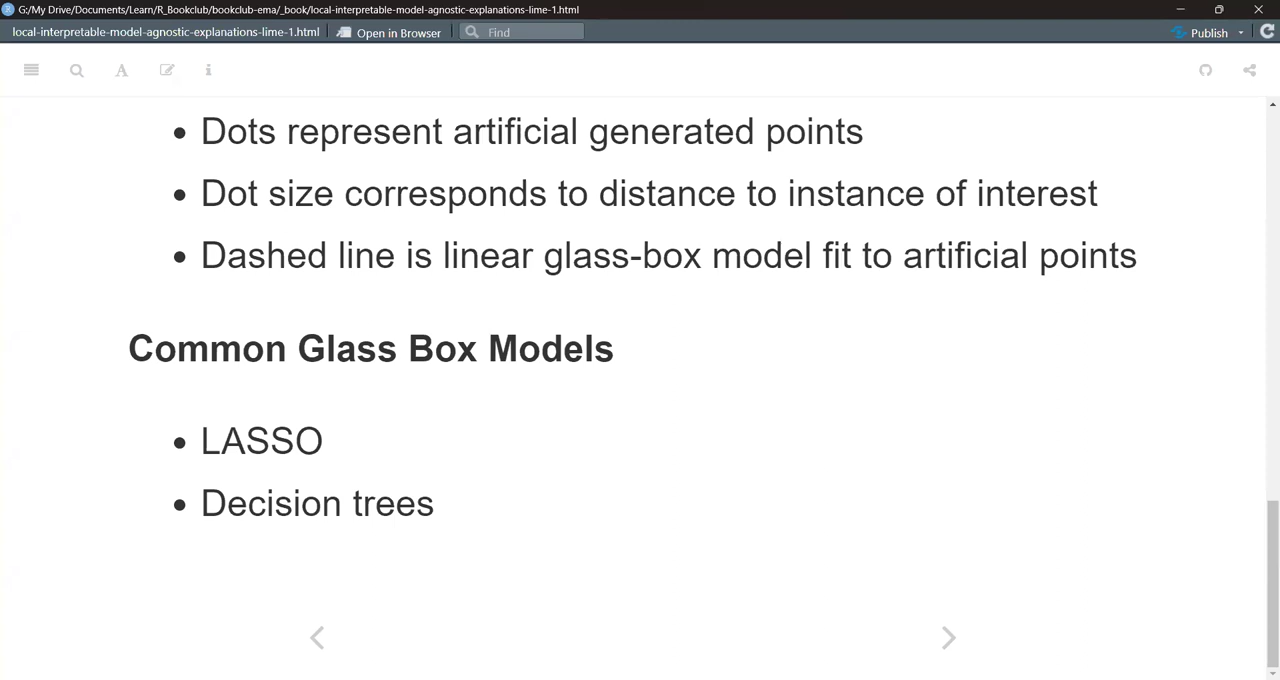 G:/My Drive/Documents/Learn/R_Bookclub/bookclub-ema/_book/local-interpretable-model-agnostic-explanations-lime-1.html
local-interpretable-model-agnostic-explanations-lime-1.html Open in Browser Find Publish
A i
• Dots represent artificial generated points
• Dot size corresponds to distance to instance of interest
• Dashed line is linear glass-box model fit to artificial points
Common Glass Box Models
• LASSO
• Decision trees